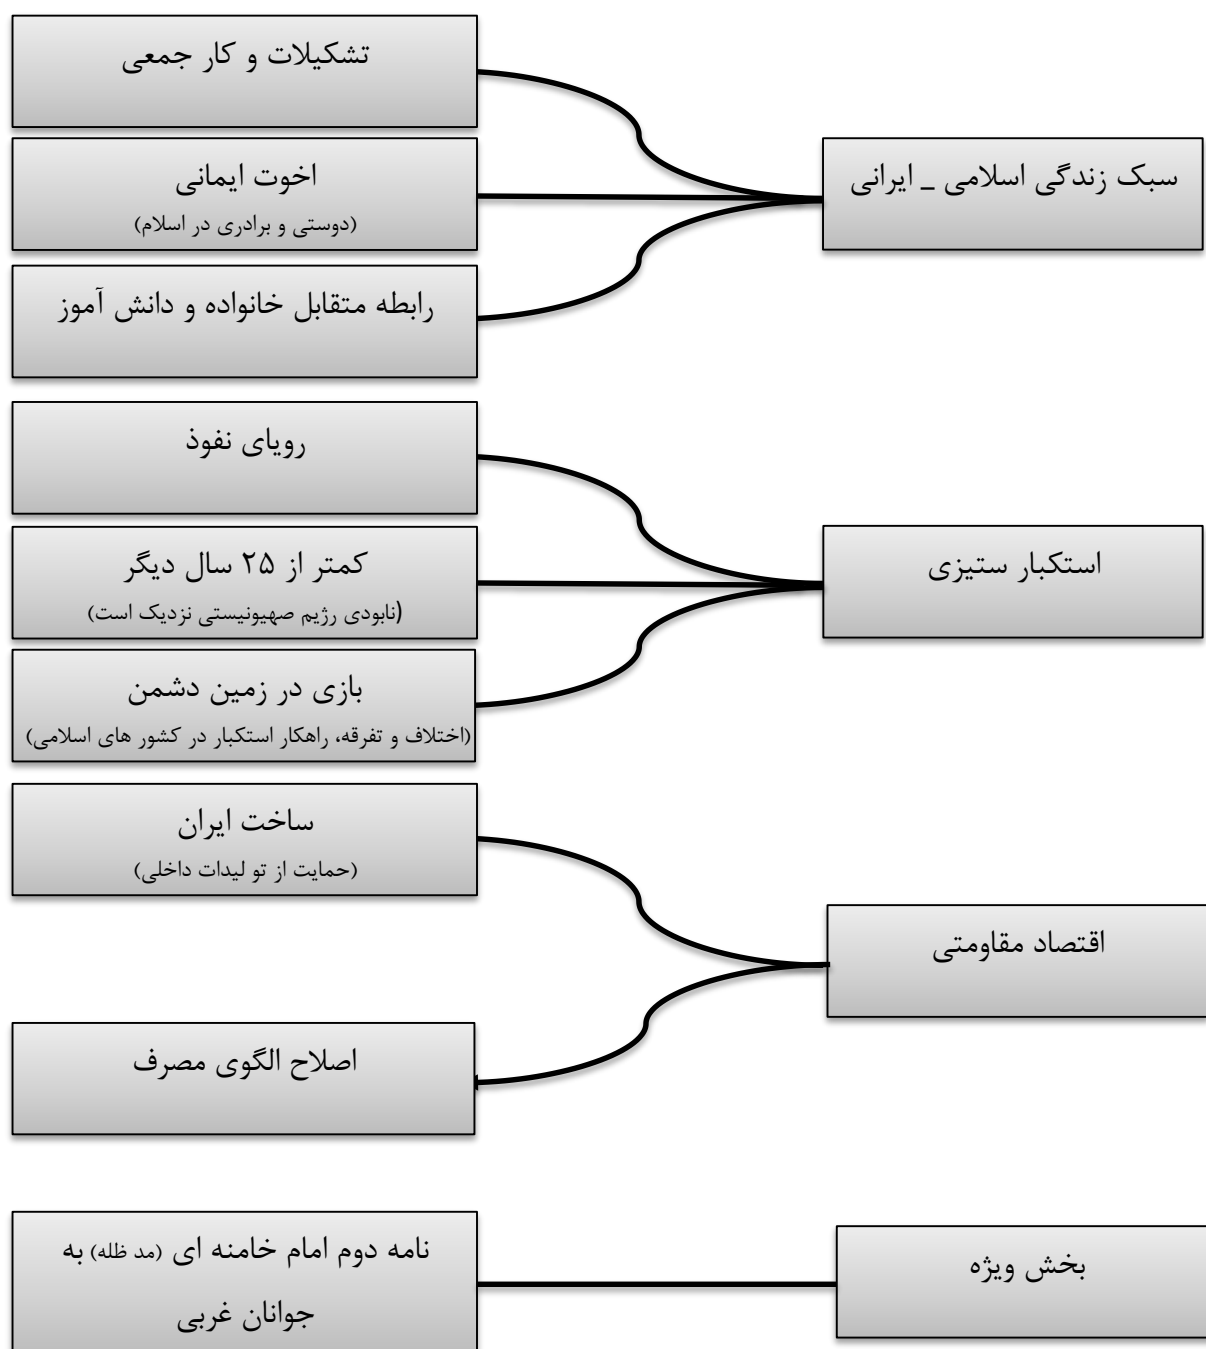 سبک زندگی اسلامی _ ایرانی
تشکیلات و کار جمعی
اخوت ایمانی
(دوستی و برادری در اسلام)
رابطه متقابل خانواده و دانش آموز
استکبار ستیزی
رویای نفوذ
کمتر از ۲۵ سال دیگر
(نابودی رژیم صهیونیستی نزدیک است)
بازی در زمین دشمن
(اختلاف و تفرقه، راهکار استکبار در کشور های اسلامی)
اقتصاد مقاومتی
ساخت ایران
(حمایت از تو لیدات داخلی)
اصلاح الگوی مصرف
بخش ویژه
نامه دوم امام خامنه ای (مد ظله) به
جوانان غربی